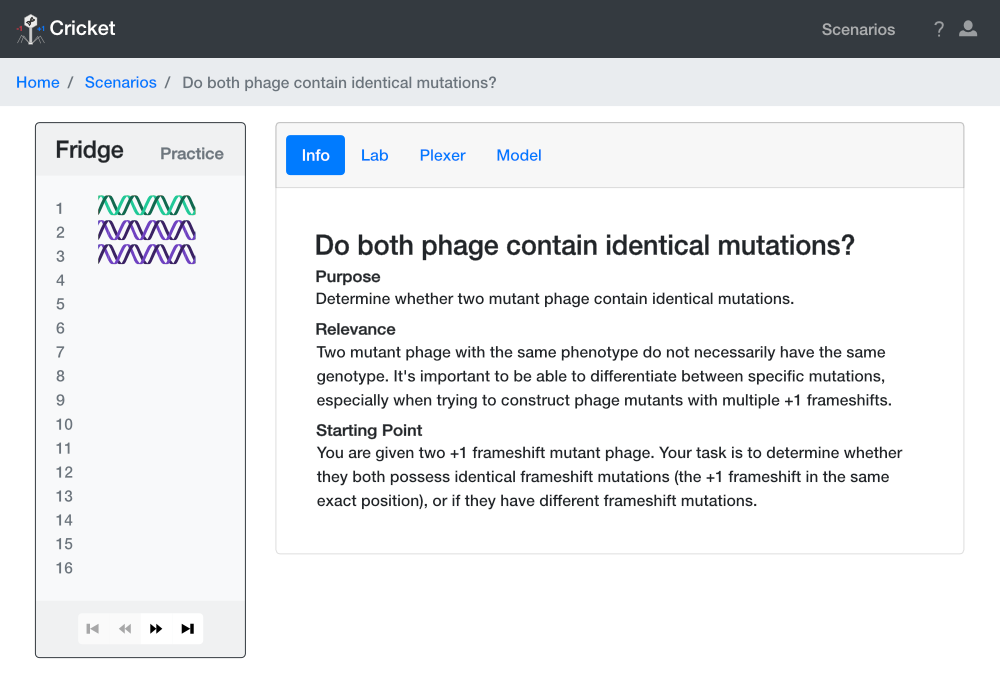 Cricket
Scenarios
?
Home / Scenarios / Do both phage contain identical mutations?
Fridge
Practice
1
2
3
4
5
6
7
8
9
10
11
12
13
14
15
16
Info
Lab
Plexer
Model
Do both phage contain identical mutations?
Purpose
Determine whether two mutant phage contain identical mutations.
Relevance
Two mutant phage with the same phenotype do not necessarily have the same
genotype. It's important to be able to differentiate between specific mutations,
especially when trying to construct phage mutants with multiple +1 frameshifts.
Starting Point
You are given two +1 frameshift mutant phage. Your task is to determine whether
they both possess identical frameshift mutations (the +1 frameshift in the same
exact position), or if they have different frameshift mutations.